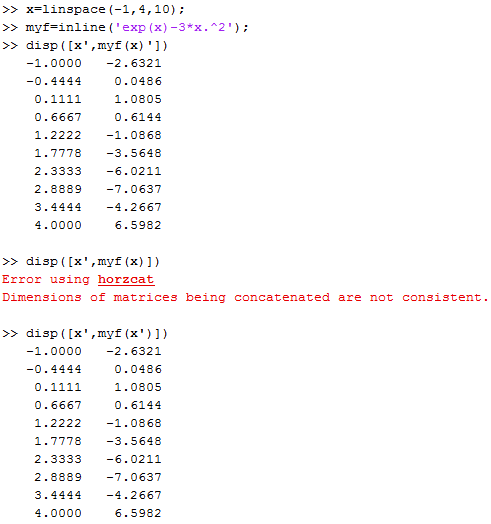 >> x=linspace(-1,4,10);
>> myf=inline('exp(x)-3*x.^2');
>> disp([x',myf(x)'])
-1.0000 -2.6321
-0.4444 0.0486
0.1111 1.0805
0.6667 0.6144
1.2222 -1.0868
1.7778 -3.5648
2.3333 -6.0211
2.8889 -7.0637
3.4444 -4.2667
4.0000 6.5982
>> disp([x',myf(x)])
Error using horzcat
Dimensions of matrices being concatenated are not consistent.
>> disp([x',myf(x')])
-1.0000 -2.6321
-0.4444 0.0486
0.1111 1.0805
0.6667 0.6144
1.2222 -1.0868
1.7778 -3.5648
2.3333 -6.0211
2.8889 -7.0637
3.4444 -4.2667
4.0000 6.5982